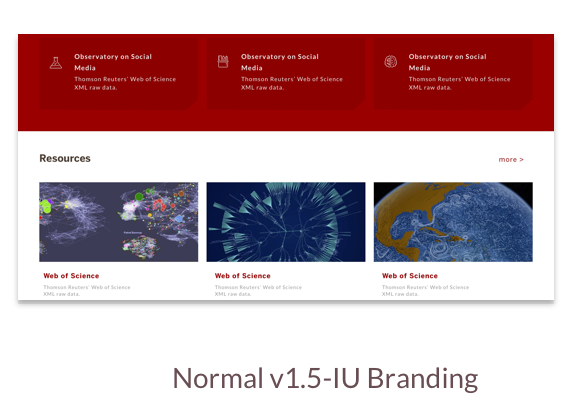 Observatory on Social
Media
Thomson Reuters' Web of Science
XML raw data.
Observatory on Social
Media
Thomson Reuters' Web of Science
XML raw data.
Observatory on Social
Media
Thomson Reuters' Web of Science
XML raw data.
Resources
more >
Web of Science
Thomson Reuters' Web of Science
XML raw data.
Web of Science
Thomson Reuters' Web of Science
XML raw data.
Web of Science
Thomson Reuters' Web of Science
XML raw data.
Normal v1.5-IU Branding